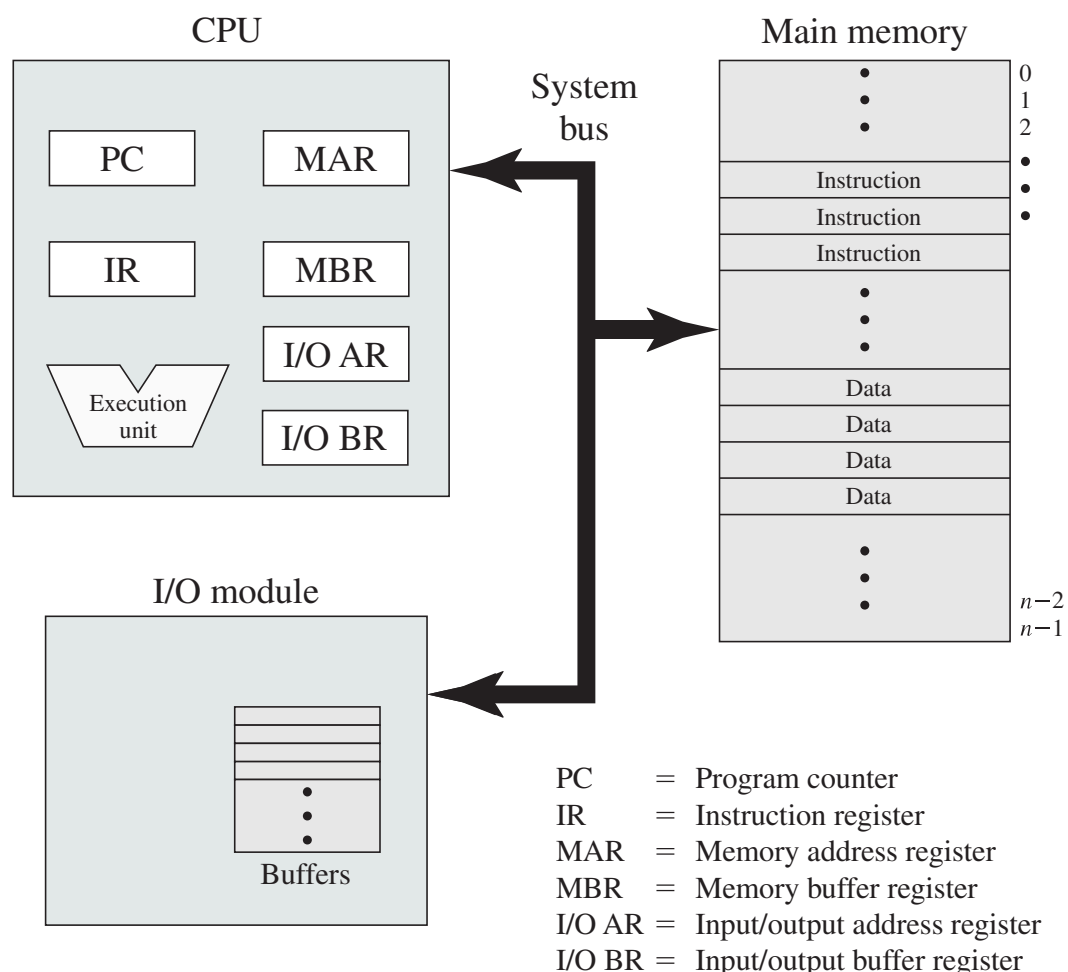 CPU
PC
MAR
IR
MBR
I/O AR
I/O BR
Execution
unit
System
bus
Main memory
0
1
2
Instruction
Instruction
Instruction
Data
Data
Data
Data
n−2
n−1
I/O module
Buffers
PC = Program counter
IR = Instruction register
MAR = Memory address register
MBR = Memory buffer register
I/O AR = Input/output address register
I/O BR = Input/output buffer register